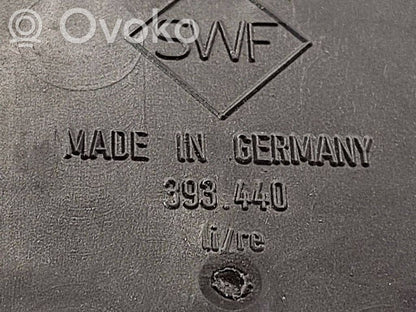 Ovoko
SWF
MADE IN GERMANY
393.440
li/re